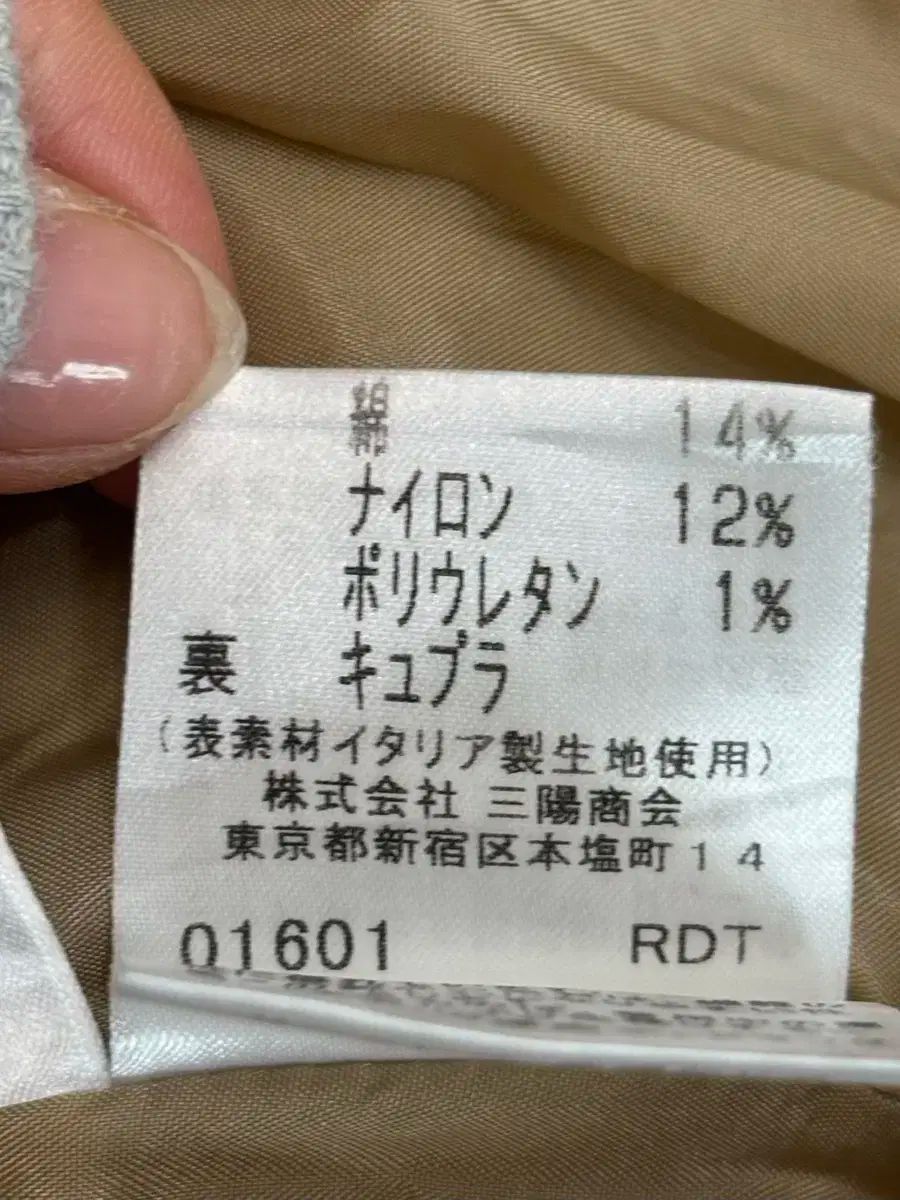 綿 14%
ナイロン 12%
ポリウレタン 1%
裏 キュプラ
(表素材イタリア製生地使用)
株式会社 三陽商会
東京都新宿区本塩町14
01601 RDT